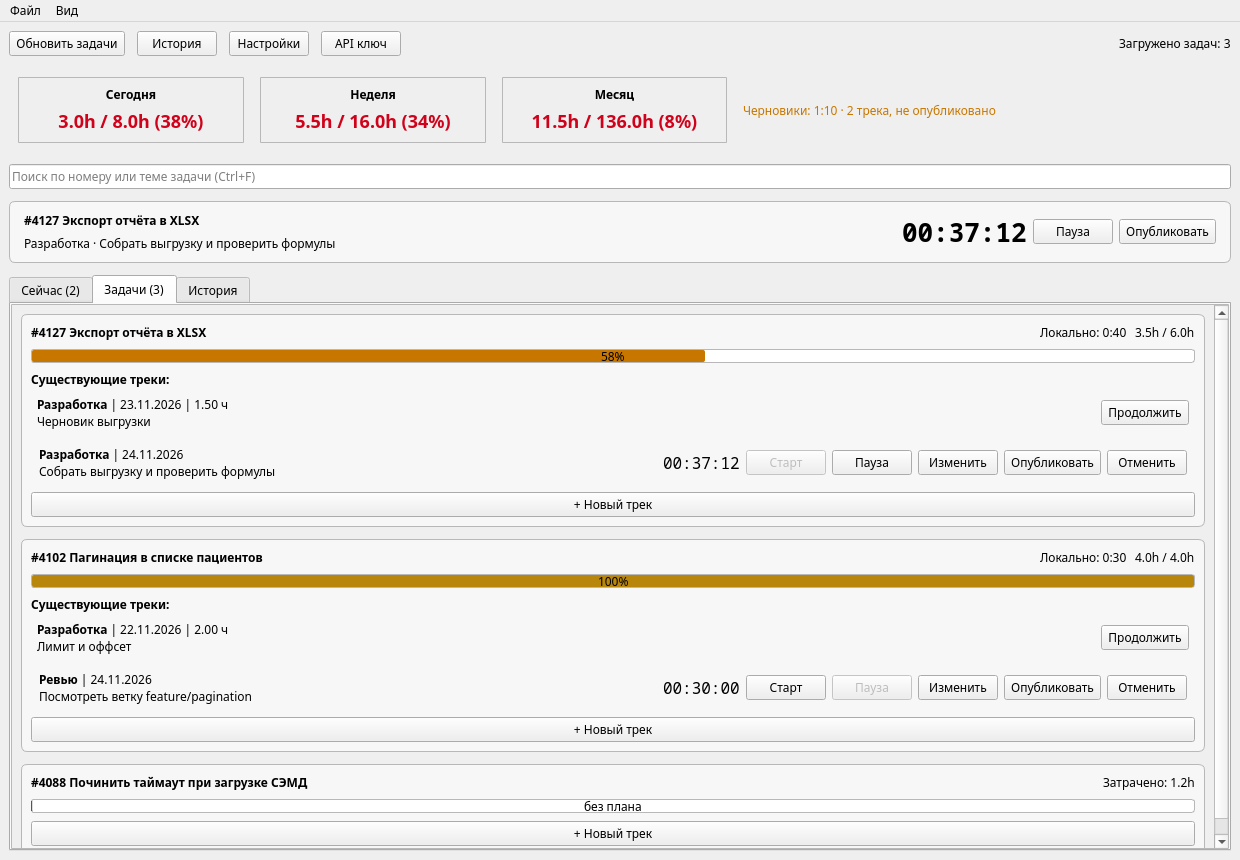 Файл Вид
Обновить задачи История Настройки API ключ Загружено задач: 3
Сегодня Неделя Месяц
3.0h / 8.0h (38%) 5.5h / 16.0h (34%) 11.5h / 136.0h (8%)
Черновики: 1:10 · 2 трека, не опубликовано
Поиск по номеру или теме задачи (Ctrl+F)
#4127 Экспорт отчёта в XLSX
Разработка · Собрать выгрузку и проверить формулы
00:37:12 Пауза Опубликовать
Сейчас (2) Задачи (3) История
#4127 Экспорт отчёта в XLSX Локально: 0:40 3.5h / 6.0h
58%
Существующие треки:
Разработка | 23.11.2026 | 1.50 ч
Черновик выгрузки
Продолжить
Разработка | 24.11.2026
Собрать выгрузку и проверить формулы
00:37:12 Старт Пауза Изменить Опубликовать Отменить
+ Новый трек
#4102 Пагинация в списке пациентов Локально: 0:30 4.0h / 4.0h
100%
Существующие треки:
Разработка | 22.11.2026 | 2.00 ч
Лимит и оффсет
Продолжить
Ревью | 24.11.2026
Посмотреть ветку feature/pagination
00:30:00 Старт Пауза Изменить Опубликовать Отменить
+ Новый трек
#4088 Починить таймаут при загрузке СЭМД Затрачено: 1.2h
без плана
+ Новый трек